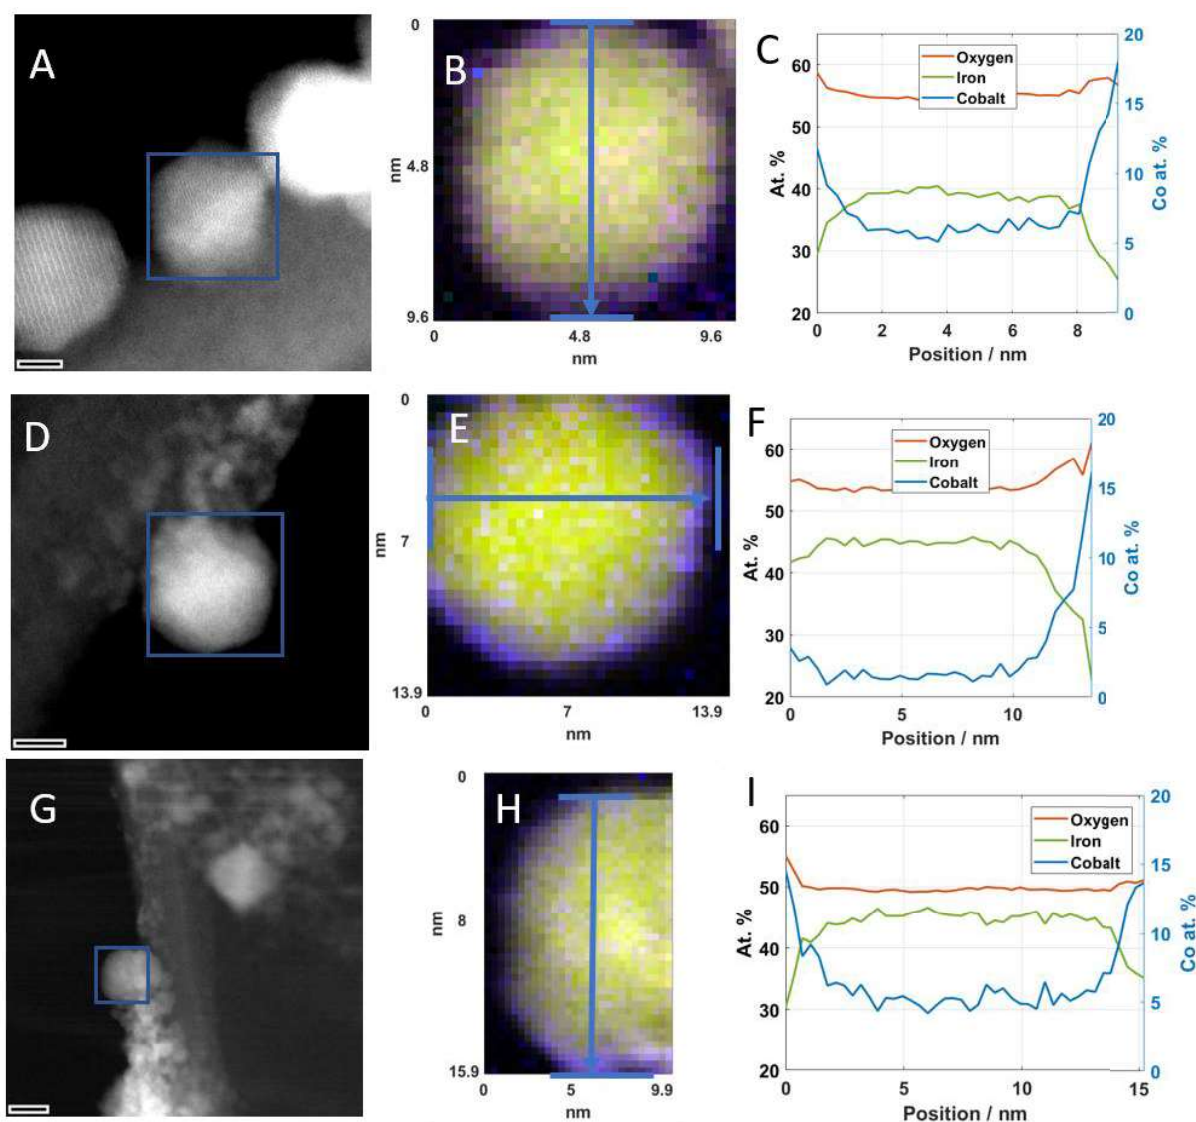 A
B
0
4.8
9.6
nm
0
4.8
9.6
nm
C
Oxygen
Iron
Cobalt
60
50
40
30
20
At. %
20
15
10
5
0
Co at. %
0
2
4
6
8
Position / nm
D
E
0
7
13.9
nm
0
7
13.9
nm
F
Oxygen
Iron
Cobalt
60
50
40
30
20
At. %
20
15
10
5
0
Co at. %
0
5
10
Position / nm
G
H
0
8
15.9
nm
0
5
9.9
nm
I
Oxygen
Iron
Cobalt
60
50
40
30
20
At. %
20
15
10
5
0
Co at. %
0
5
10
15
Position / nm